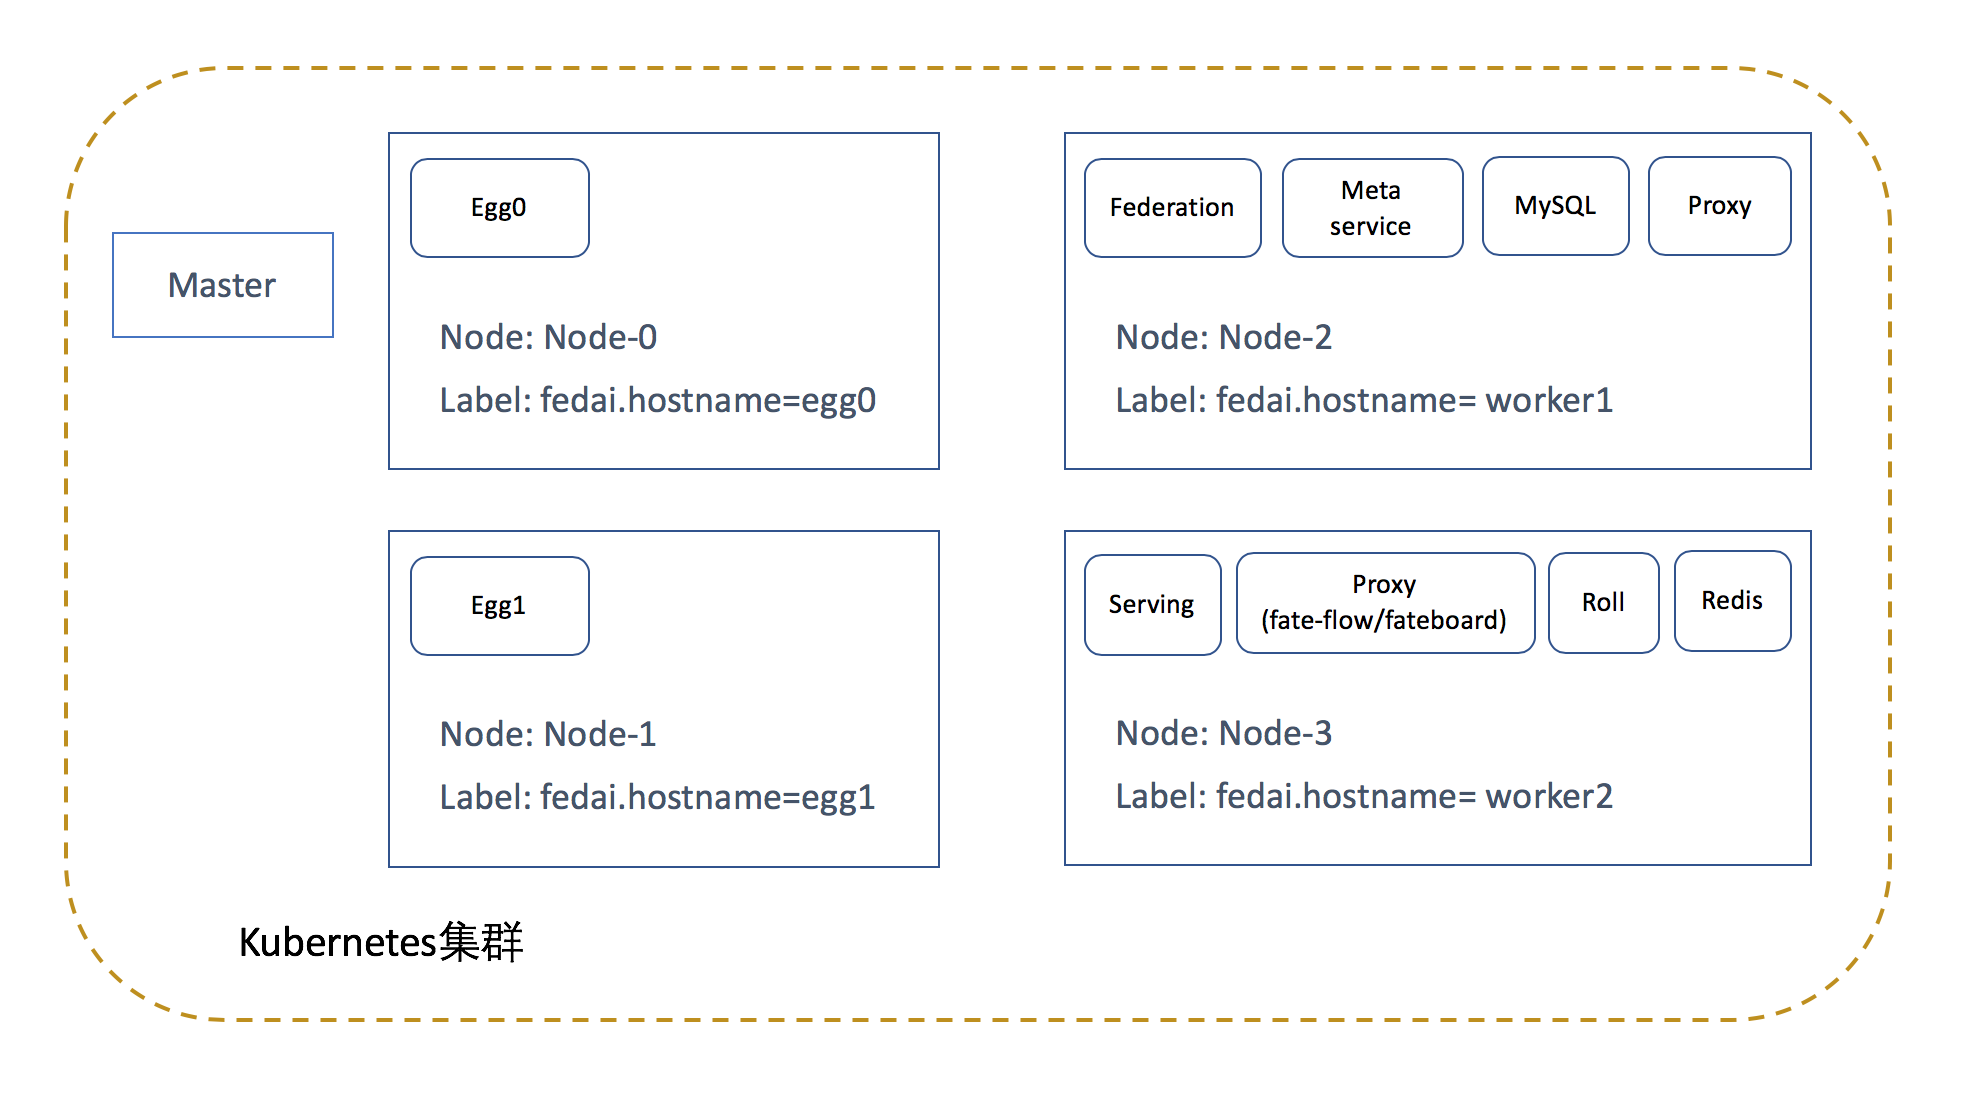 Master
Egg0
Node: Node-0
Label: fedai.hostname=egg0
Federation
Meta
service
MySQL
Proxy
Node: Node-2
Label: fedai.hostname= worker1
Egg1
Node: Node-1
Label: fedai.hostname=egg1
Serving
Proxy
(fate-flow/fateboard)
Roll
Redis
Node: Node-3
Label: fedai.hostname= worker2
Kubernetes集群